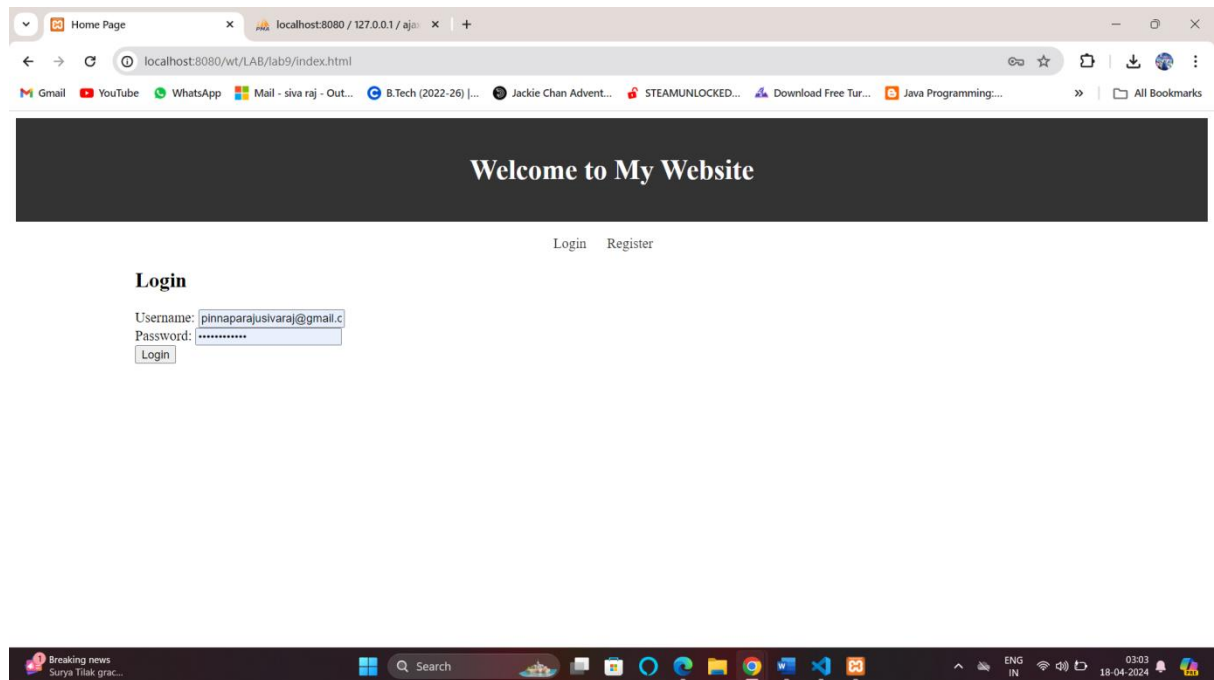 Home Page
localhost:8080 / 127.0.0.1 / aja
localhost:8080/wt/LAB/lab9/index.html
Gmail YouTube WhatsApp Mail - siva raj - Out... B.Tech (2022-26) |... Jackie Chan Advent... STEAMUNLOCKED... Download Free Tur... Java Programming:... » All Bookmarks
Welcome to My Website
Login Register
Login
Username: pinnaparajusivaraj@gmail.c
Password: ••••••••••••
Login
Breaking news
Surya Tilak grac...
Search
ENG
IN
03:03
18-04-2024